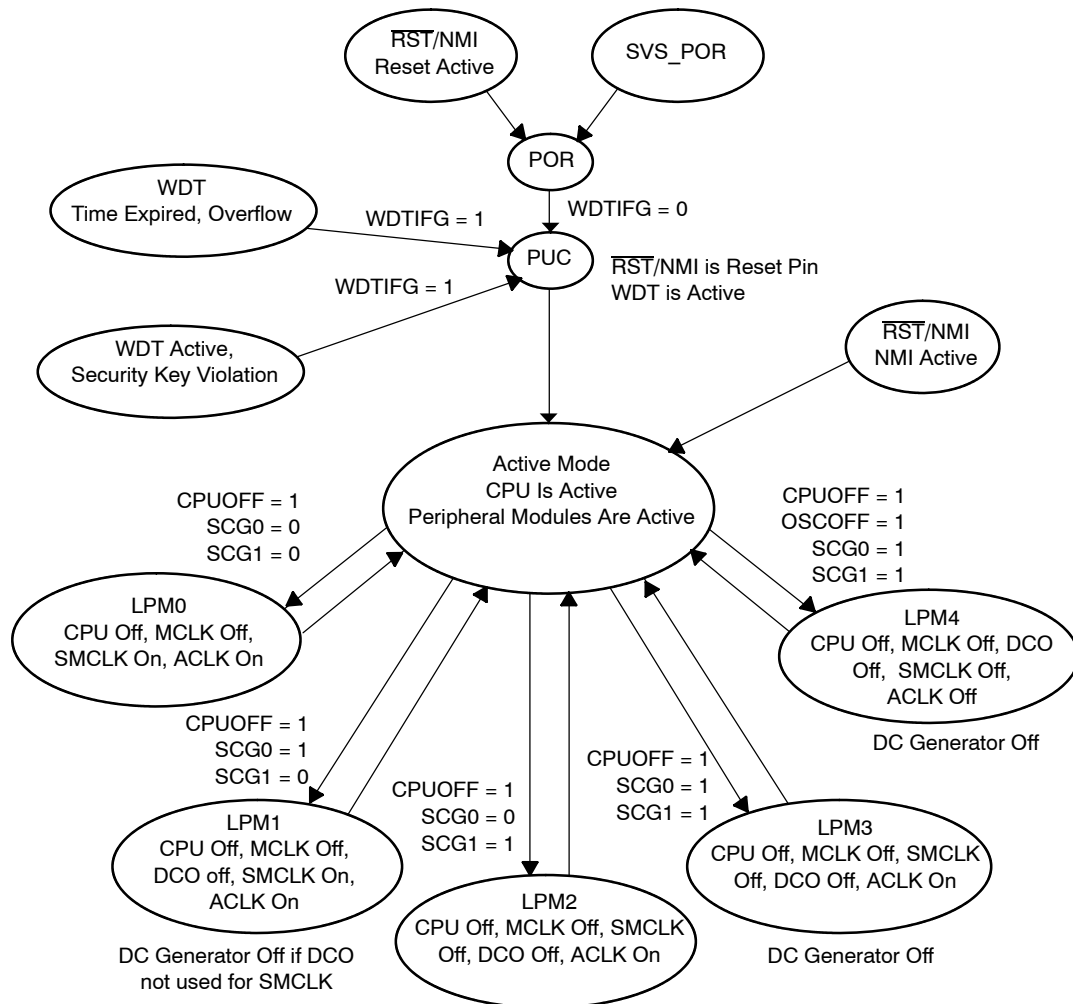 RST/NMI
Reset Active
SVS_POR
POR
WDTIFG = 0
WDT
Time Expired, Overflow
WDTIFG = 1
PUC
RST/NMI is Reset Pin
WDT is Active
WDTIFG = 1
WDT Active,
Security Key Violation
RST/NMI
NMI Active
Active Mode
CPU Is Active
Peripheral Modules Are Active
CPUOFF = 1
SCG0 = 0
SCG1 = 0
CPUOFF = 1
OSCOFF = 1
SCG0 = 1
SCG1 = 1
LPM0
CPU Off, MCLK Off,
SMCLK On, ACLK On
LPM4
CPU Off, MCLK Off, DCO
Off, SMCLK Off,
ACLK Off
DC Generator Off
CPUOFF = 1
SCG0 = 1
SCG1 = 0
CPUOFF = 1
SCG0 = 0
SCG1 = 1
CPUOFF = 1
SCG0 = 1
SCG1 = 1
LPM1
CPU Off, MCLK Off,
DCO off, SMCLK On,
ACLK On
DC Generator Off if DCO
not used for SMCLK
LPM2
CPU Off, MCLK Off, SMCLK
Off, DCO Off, ACLK On
LPM3
CPU Off, MCLK Off, SMCLK
Off, DCO Off, ACLK On
DC Generator Off